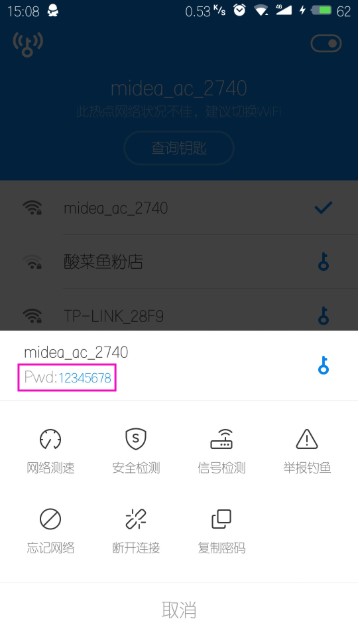 15:08
0.53 K/s
4G
62
midea_ac_2740
此热点网络状况不佳，建议切换WiFi
查询钥匙
midea_ac_2740
酸菜鱼粉店
TP-LINK_28F9
midea_ac_2740
Pwd:12345678
网络测速 安全检测 信号检测 举报钓鱼
忘记网络 断开连接 复制密码
取消